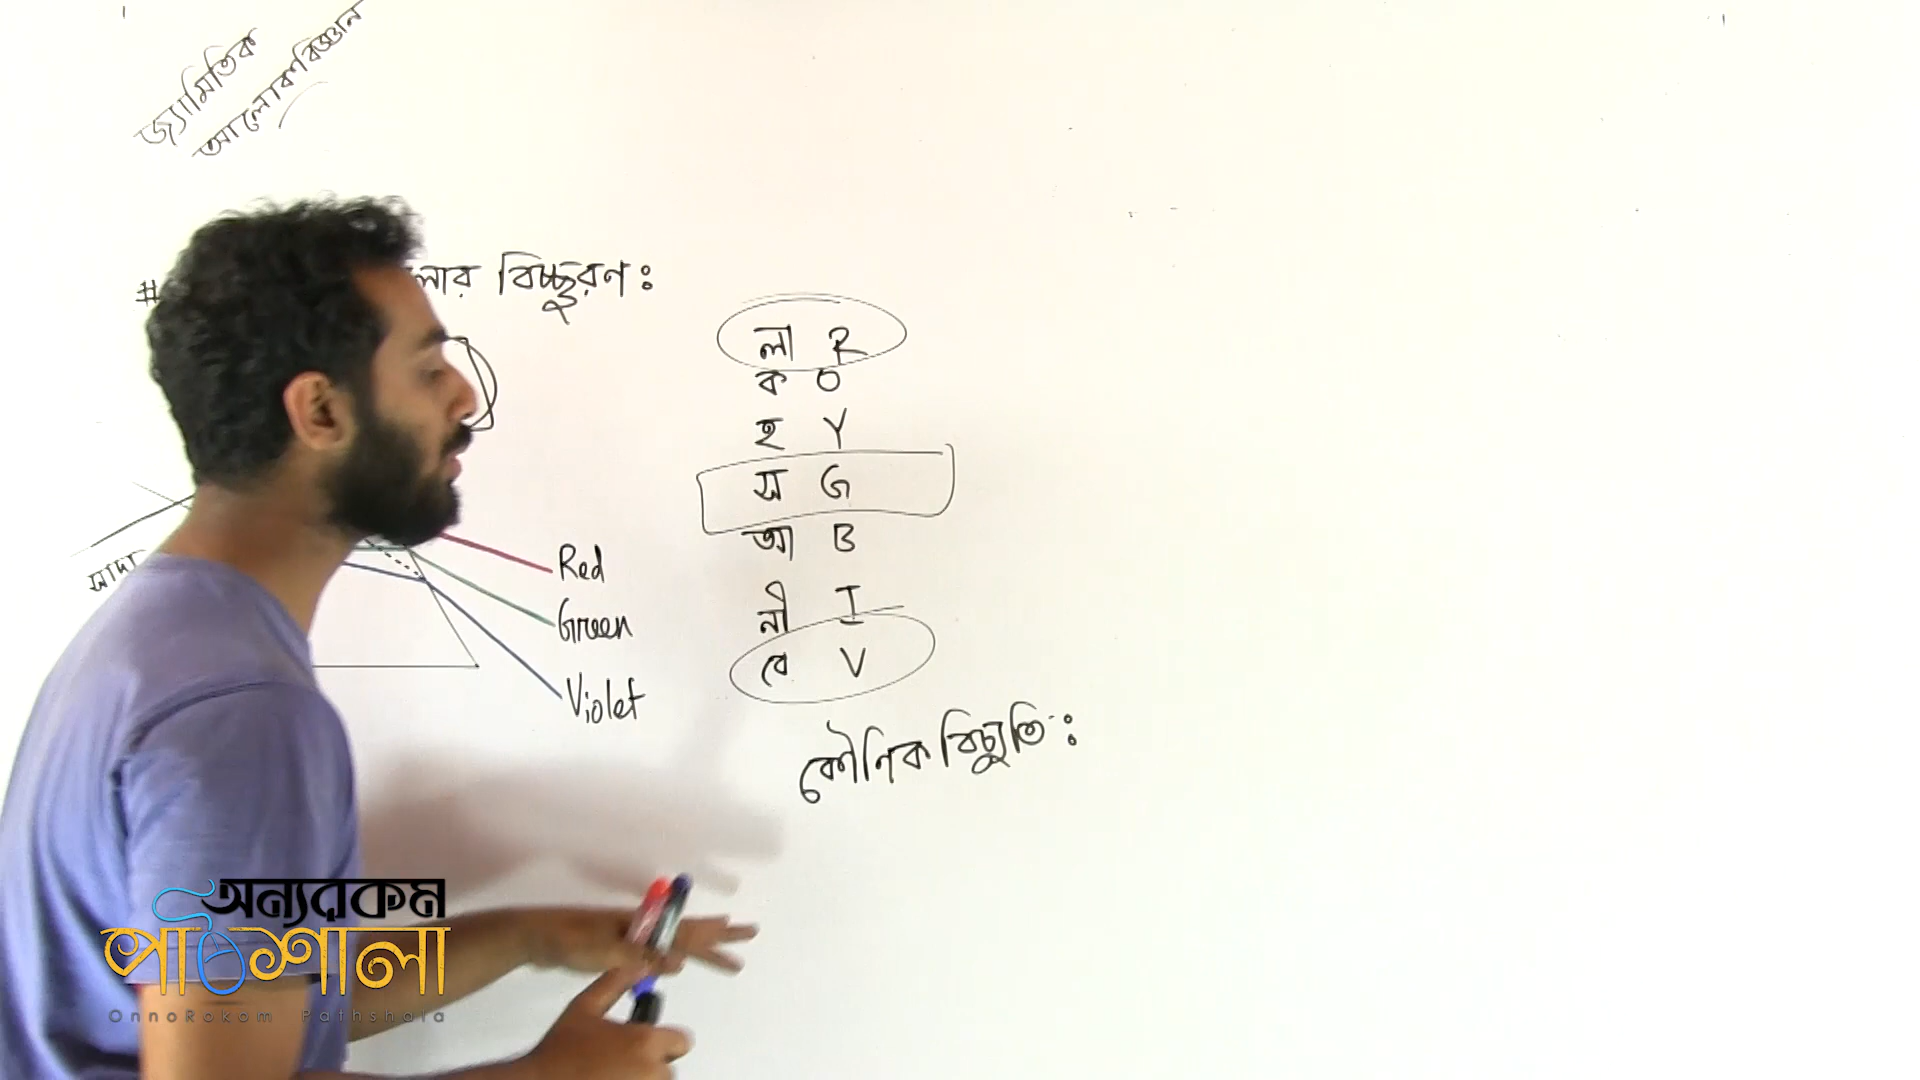 জ্যামিতিক
আলোকবিজ্ঞান
# লোর বিচ্ছুরণঃ
লা R
ক O
হ Y
স G
আ B
নী I
বে V
সাদা
Red
Green
Violet
কৌণিক বিচ্যুতিঃ
অন্যরকম
পাঠশালা
OnnoRokom Pathshala